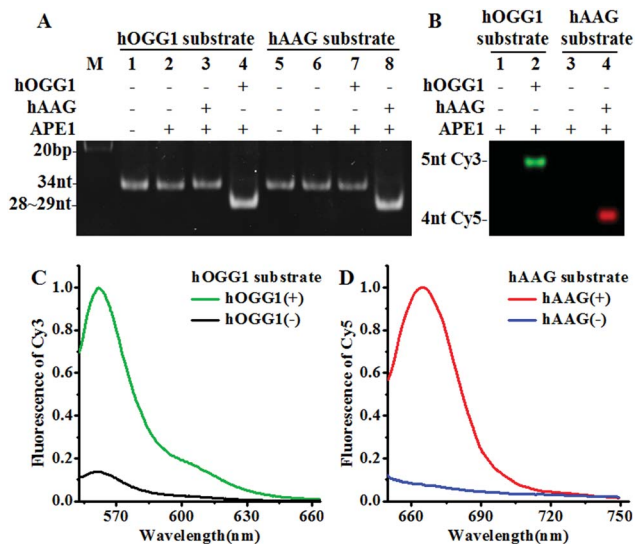 A
hOGG1 substrate hAAG substrate
M 1 2 3 4 5 6 7 8
hOGG1 - - - + - - + -
hAAG - - + - - - - +
APE1 - + + + - + + +
20bp-
34nt-
28~29nt-
B
hOGG1 substrate
hAAG substrate
1 2 3 4
hOGG1 - + - -
hAAG - - - +
APE1 + + + +
5nt Cy3-
4nt Cy5-
C
hOGG1 substrate
hOGG1(+)
hOGG1(-)
Fluorescence of Cy3
1.0
0.8
0.6
0.4
0.2
0.0
570 600 630 660
Wavelength(nm)
D
hAAG substrate
hAAG(+)
hAAG(-)
Fluorescence of Cy5
1.0
0.8
0.6
0.4
0.2
0.0
660 690 720 750
Wavelength(nm)